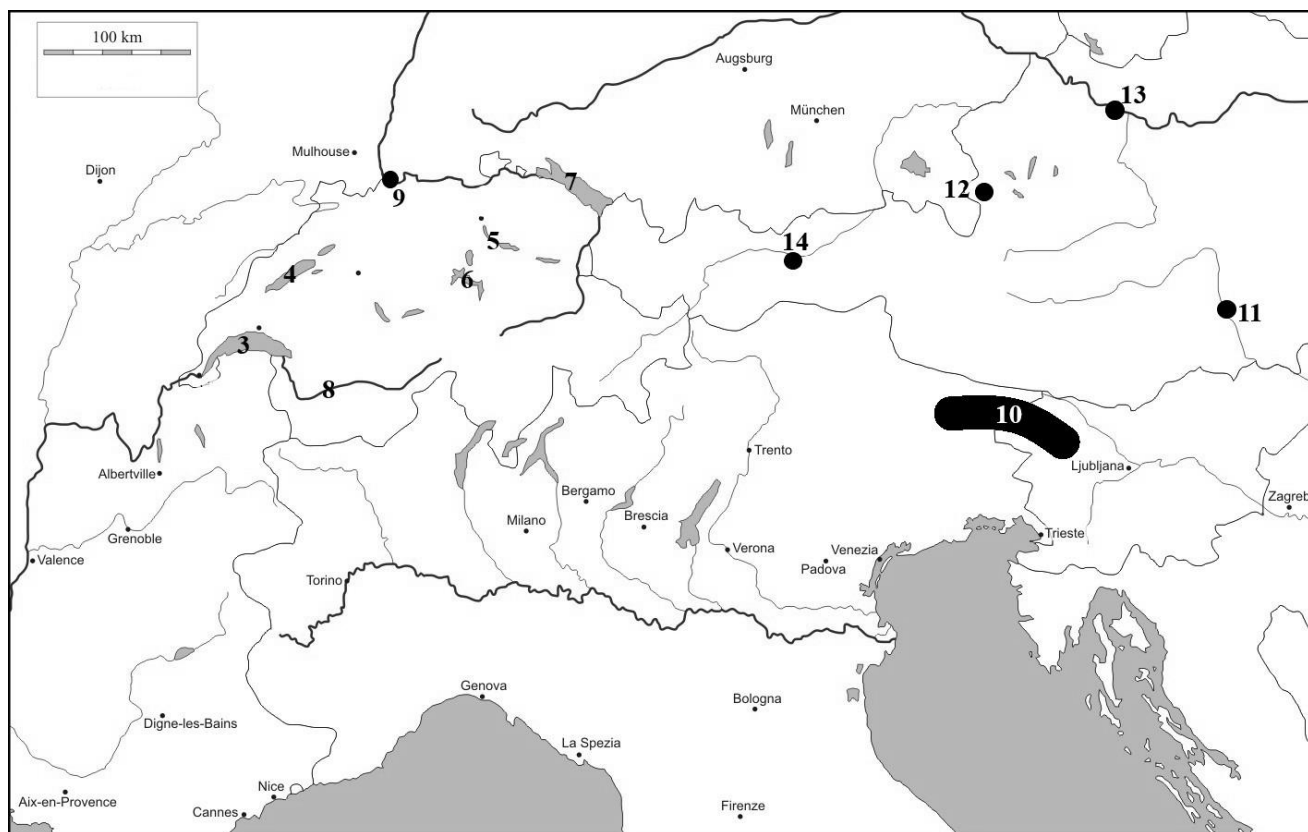 100 km
Augsburg
13
München
Mulhouse
Dijon
7
9
12
5
14
4
6
11
3
8
10
Trento
Ljubljana
Albertville
Bergamo
Zagreb
Milano
Brescia
Grenoble
Trieste
Verona
Venezia
Valence
Padova
Torino
Genova
Bologna
Digne-les-Bains
La Spezia
Nice
Aix-en-Provence
Cannes
Firenze